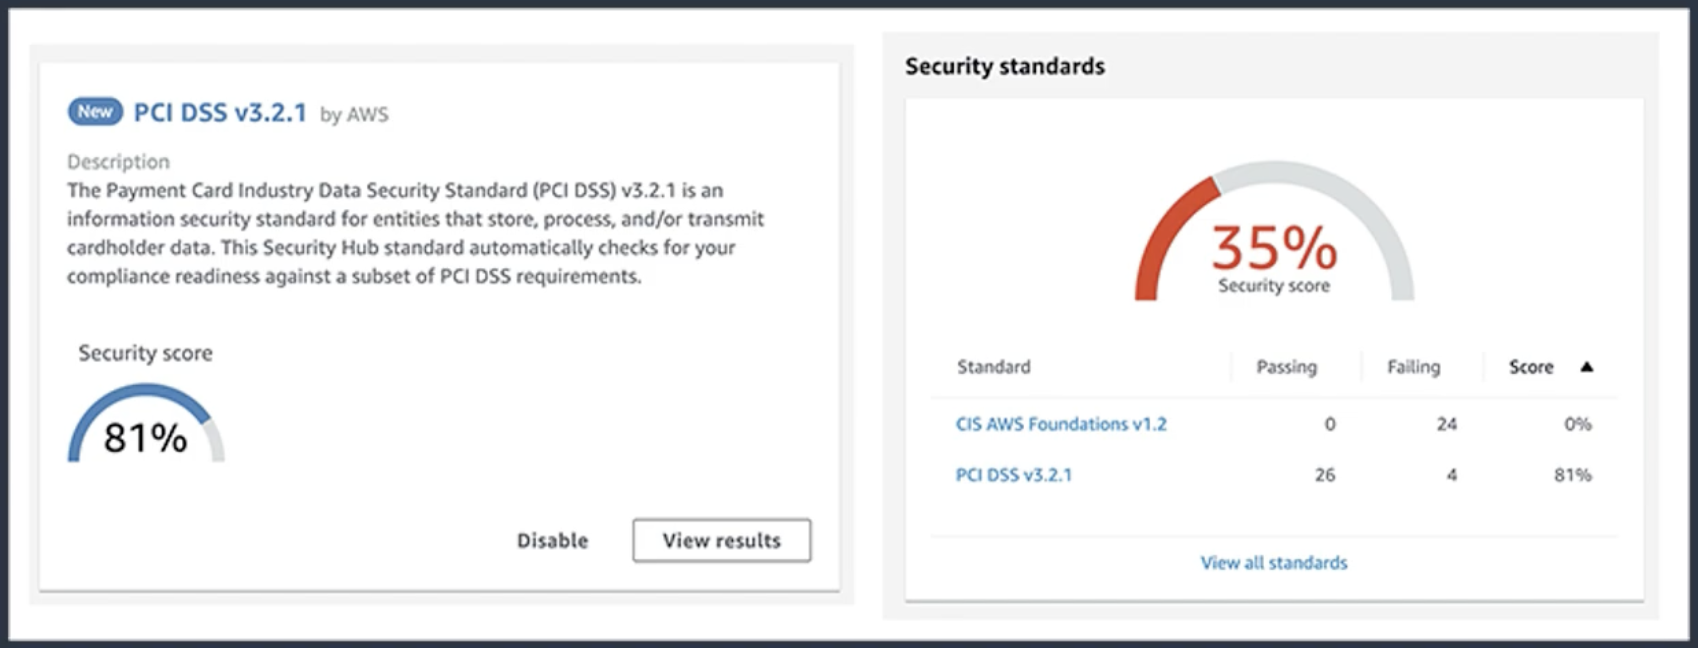 New PCI DSS v3.2.1 by AWS
Description
The Payment Card Industry Data Security Standard (PCI DSS) v3.2.1 is an
information security standard for entities that store, process, and/or transmit
cardholder data. This Security Hub standard automatically checks for your
compliance readiness against a subset of PCI DSS requirements.
Security score
81%
Disable View results
Security standards
35%
Security score
Standard Passing Failing Score ▲
CIS AWS Foundations v1.2 0 24 0%
PCI DSS v3.2.1 26 4 81%
View all standards